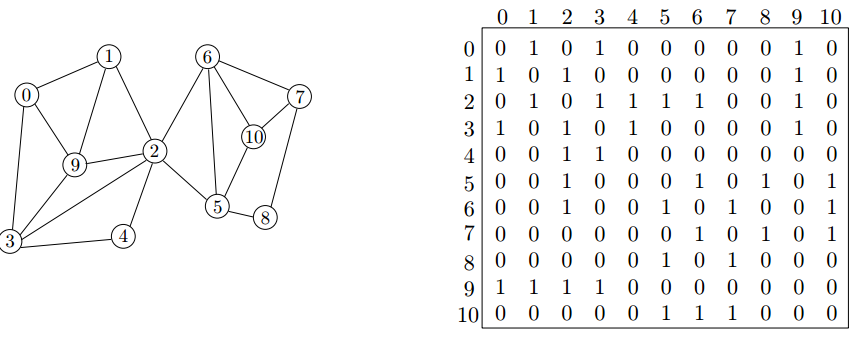 1
6
0
7
10
2
9
5
8
4
3
0 1 2 3 4 5 6 7 8 9 10
0 0 1 0 1 0 0 0 0 0 1 0
1 1 0 1 0 0 0 0 0 0 1 0
2 0 1 0 1 1 1 1 0 0 1 0
3 1 0 1 0 1 0 0 0 0 1 0
4 0 0 1 1 0 0 0 0 0 0 0
5 0 0 1 0 0 0 1 0 1 0 1
6 0 0 1 0 0 1 0 1 0 0 1
7 0 0 0 0 0 0 1 0 1 0 1
8 0 0 0 0 0 1 0 1 0 0 0
9 1 1 1 1 0 0 0 0 0 0 0
10 0 0 0 0 0 1 1 1 0 0 0